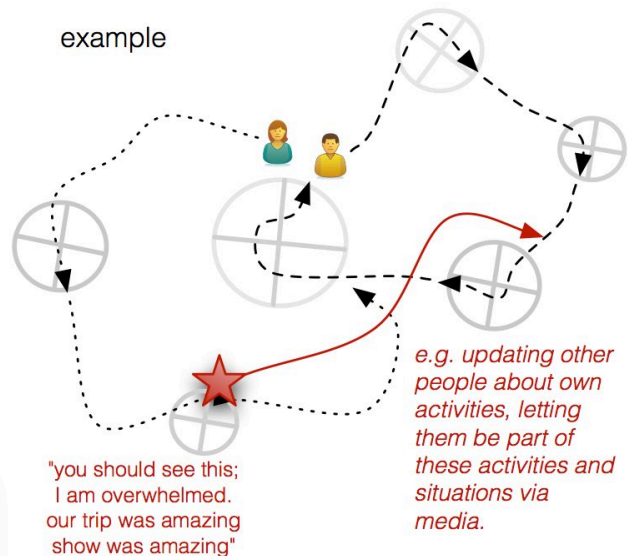 example
e.g. updating other
people about own
activities, letting
them be part of
these activities and
situations via
media.
"you should see this;
I am overwhelmed.
our trip was amazing
show was amazing"